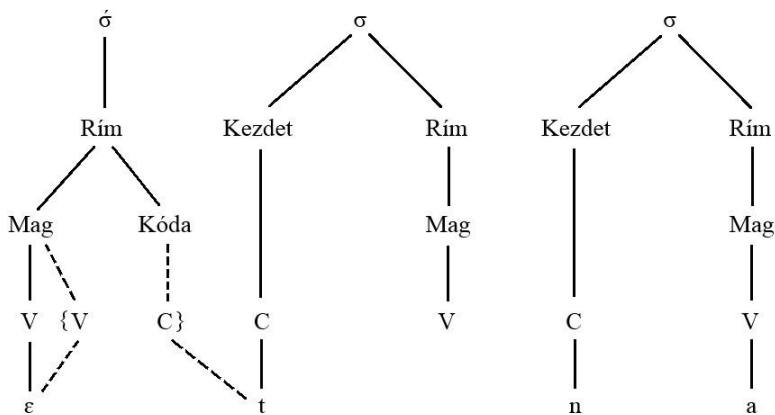 σ́ σ σ
Rím Kezdet Rím Kezdet Rím
Mag Kóda Mag Mag
V {V C} C V C V
ε t n a